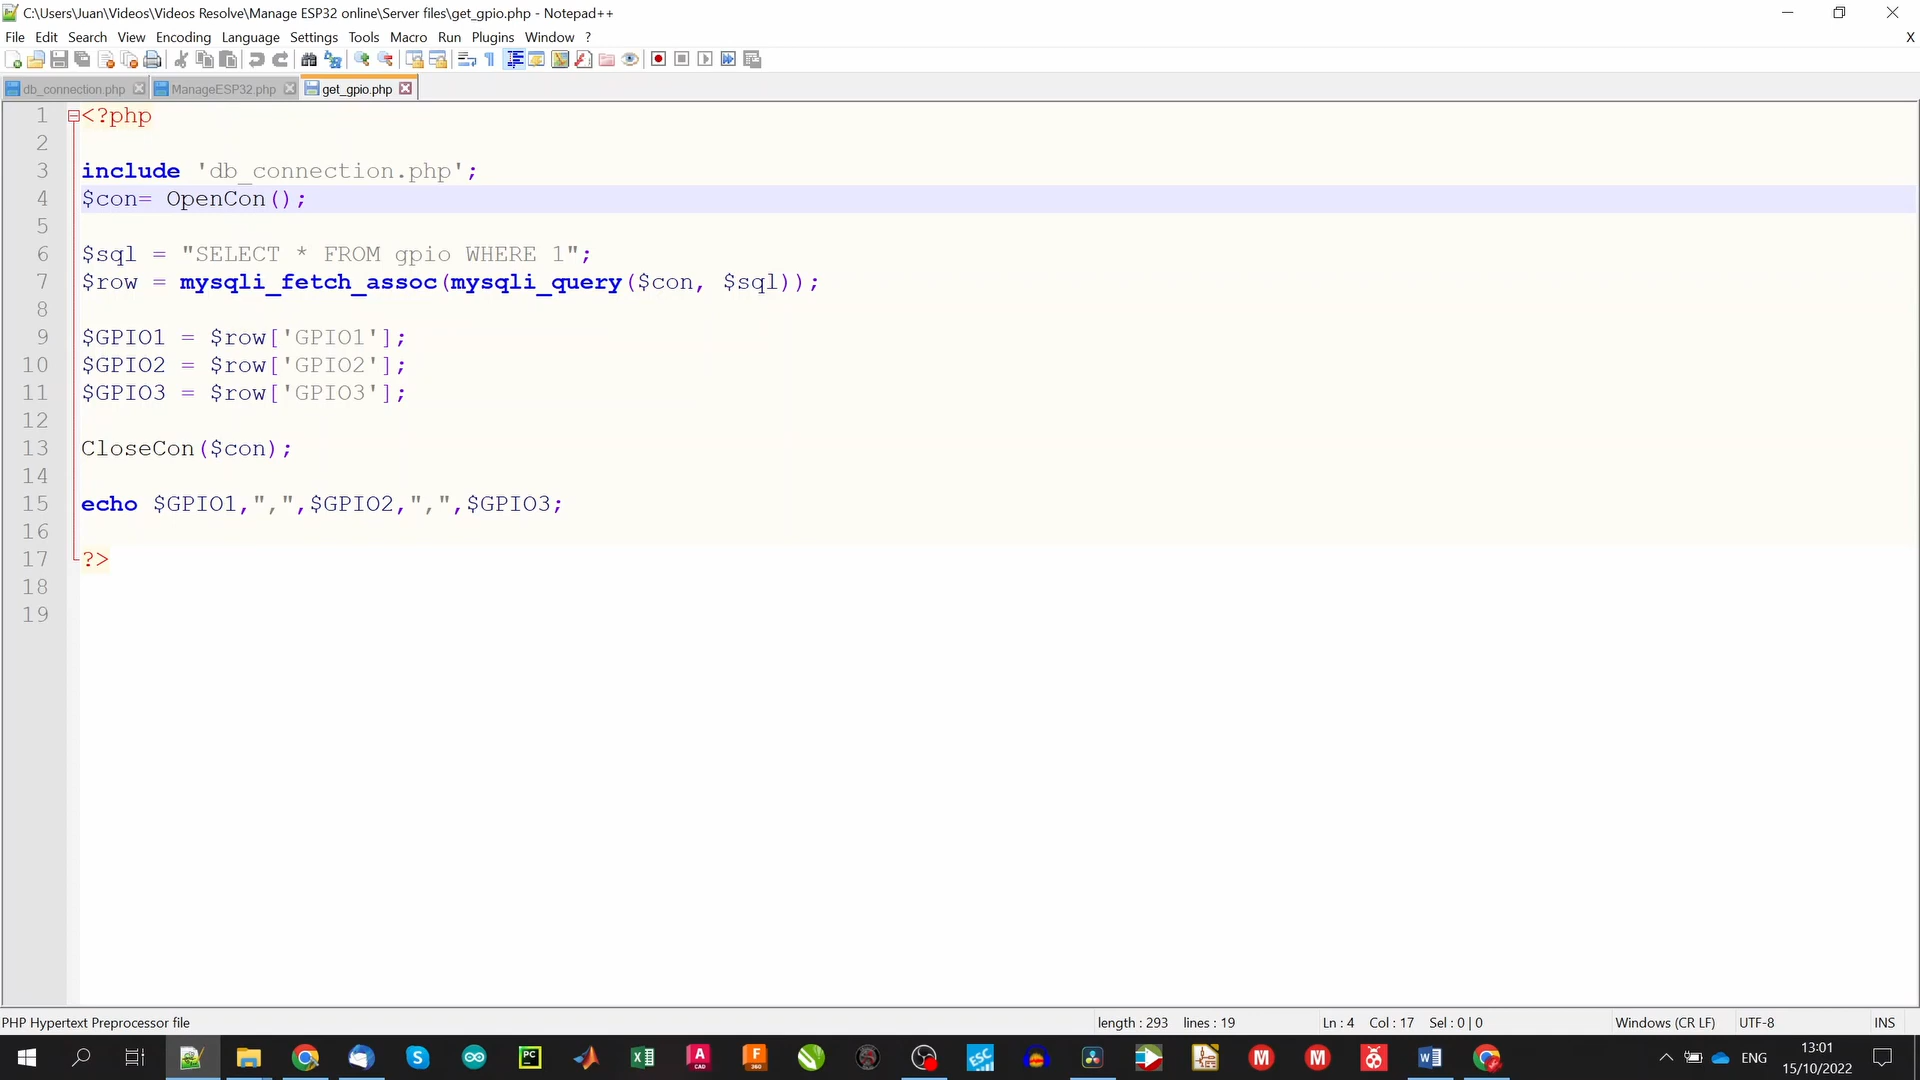 C:\Users\Juan\Videos\Videos Resolve\Manage ESP32 online\Server files\get_gpio.php - Notepad++
File Edit Search View Encoding Language Settings Tools Macro Run Plugins Window ? X
db_connection.php ManageESP32.php get_gpio.php
1 <?php
2
3 include 'db_connection.php';
4 $con= OpenCon();
5
6 $sql = "SELECT * FROM gpio WHERE 1";
7 $row = mysqli_fetch_assoc(mysqli_query($con, $sql));
8
9 $GPIO1 = $row['GPIO1'];
10 $GPIO2 = $row['GPIO2'];
11 $GPIO3 = $row['GPIO3'];
12
13 CloseCon($con);
14
15 echo $GPIO1,",",$GPIO2,",",$GPIO3;
16
17 ?>
18
19
PHP Hypertext Preprocessor file length : 293 lines : 19 Ln : 4 Col : 17 Sel : 0 | 0 Windows (CR LF) UTF-8 INS
S PC A CAD F 360 ESC M M W ENG 13:01
15/10/2022